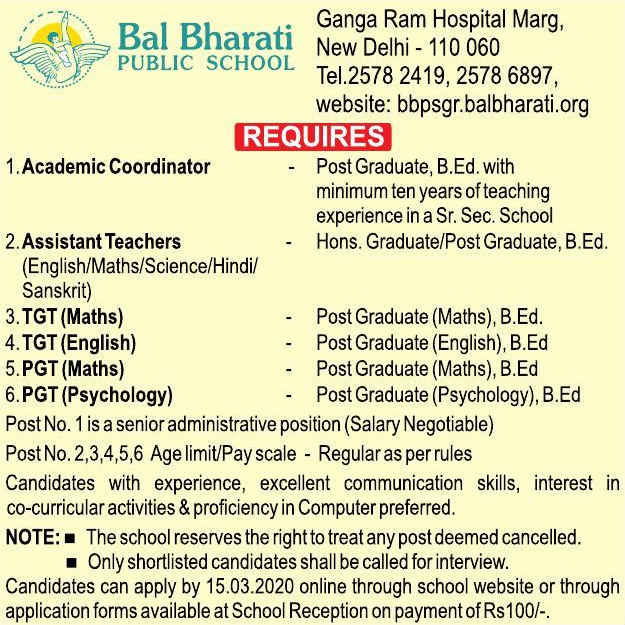 Bal Bharati
PUBLIC SCHOOL
Ganga Ram Hospital Marg,
New Delhi - 110 060
Tel.2578 2419, 2578 6897,
website: bbpsgr.balbharati.org
REQUIRES
1. Academic Coordinator - Post Graduate, B.Ed. with
minimum ten years of teaching
experience in a Sr. Sec. School
2. Assistant Teachers - Hons. Graduate/Post Graduate, B.Ed.
(English/Maths/Science/Hindi/
Sanskrit)
3. TGT (Maths) - Post Graduate (Maths), B.Ed.
4. TGT (English) - Post Graduate (English), B.Ed
5. PGT (Maths) - Post Graduate (Maths), B.Ed
6. PGT (Psychology) - Post Graduate (Psychology), B.Ed
Post No. 1 is a senior administrative position (Salary Negotiable)
Post No. 2,3,4,5,6 Age limit/Pay scale - Regular as per rules
Candidates with experience, excellent communication skills, interest in
co-curricular activities & proficiency in Computer preferred.
NOTE: ■ The school reserves the right to treat any post deemed cancelled.
■ Only shortlisted candidates shall be called for interview.
Candidates can apply by 15.03.2020 online through school website or through
application forms available at School Reception on payment of Rs100/-.